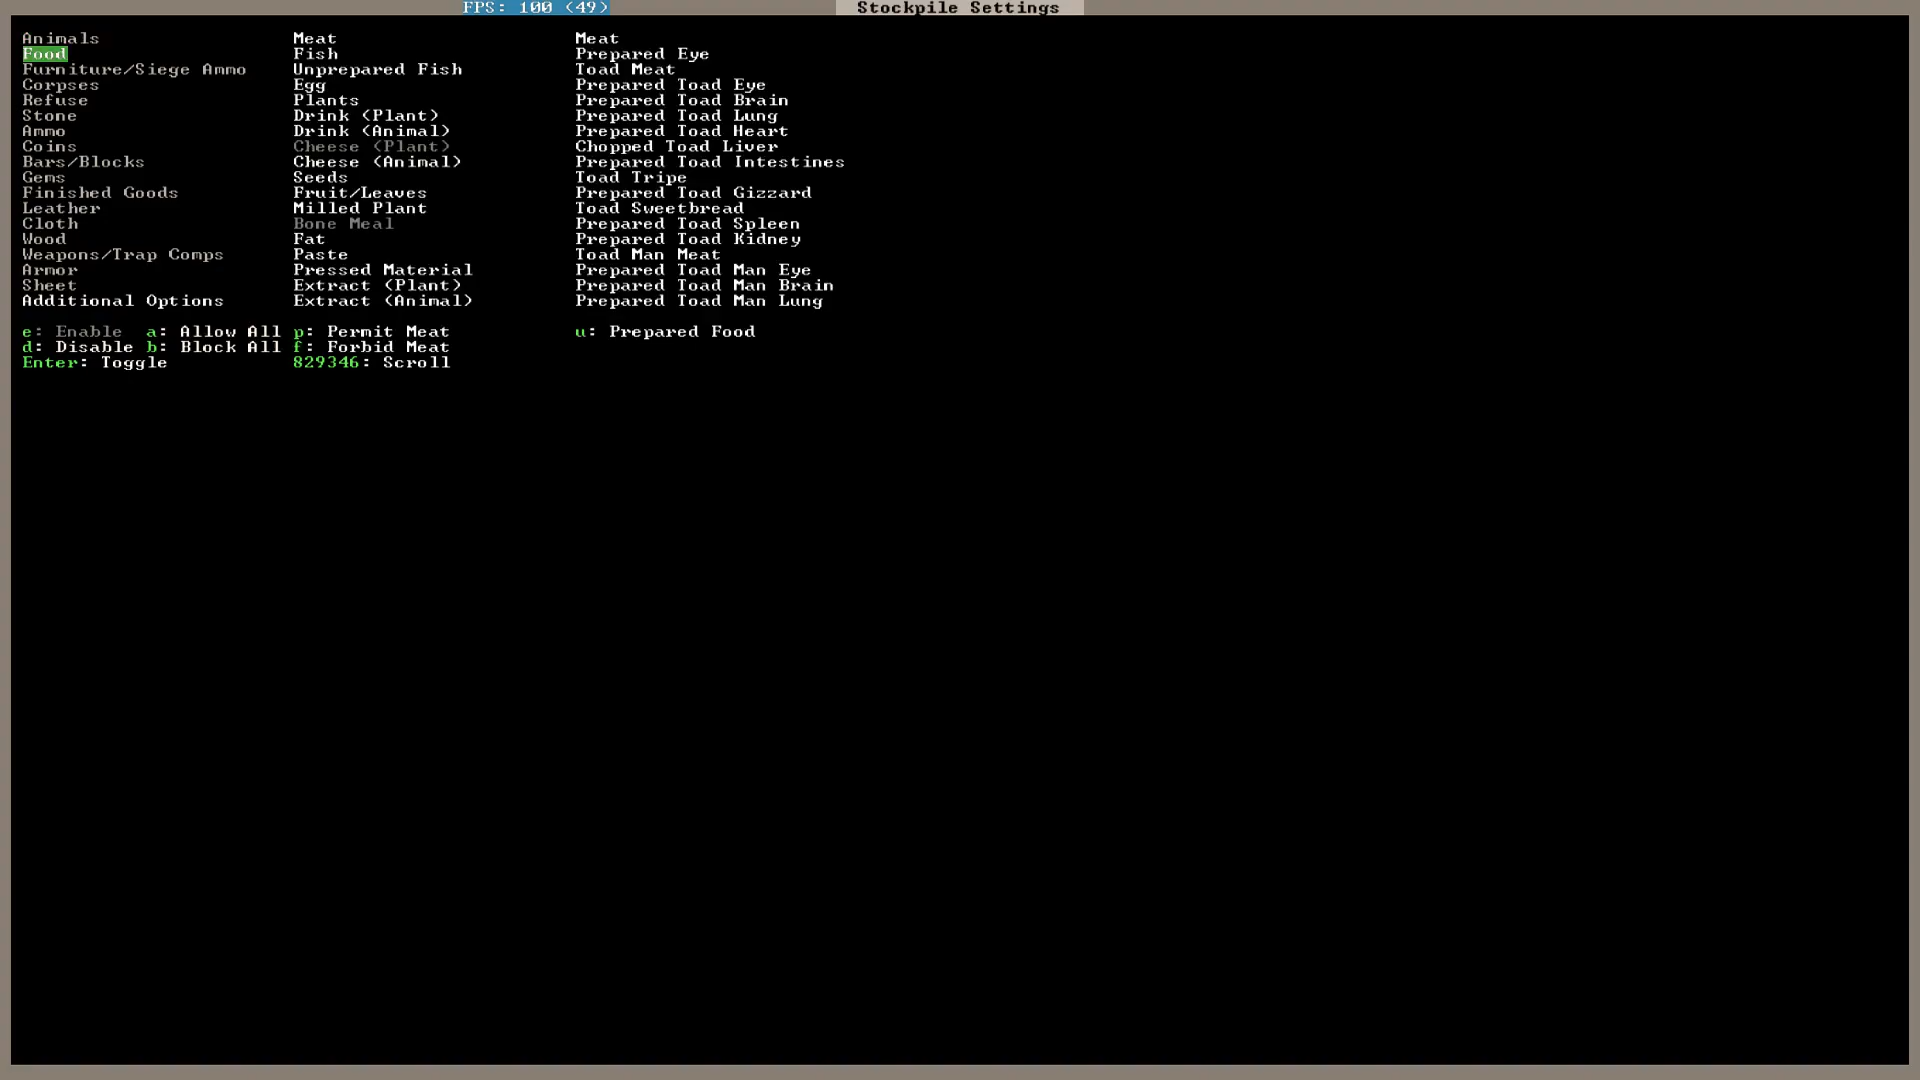 FPS: 100 (49) Stockpile Settings
Animals Meat Meat
Food Fish Prepared Eye
Furniture/Siege Ammo Unprepared Fish Toad Meat
Corpses Egg Prepared Toad Eye
Refuse Plants Prepared Toad Brain
Stone Drink (Plant) Prepared Toad Lung
Ammo Drink (Animal) Prepared Toad Heart
Coins Cheese (Plant) Chopped Toad Liver
Bars/Blocks Cheese (Animal) Prepared Toad Intestines
Gems Seeds Toad Tripe
Finished Goods Fruit/Leaves Prepared Toad Gizzard
Leather Milled Plant Toad Sweetbread
Cloth Bone Meal Prepared Toad Spleen
Wood Fat Prepared Toad Kidney
Weapons/Trap Comps Paste Toad Man Meat
Armor Pressed Material Prepared Toad Man Eye
Sheet Extract (Plant) Prepared Toad Man Brain
Additional Options Extract (Animal) Prepared Toad Man Lung
e: Enable a: Allow All p: Permit Meat u: Prepared Food
d: Disable b: Block All f: Forbid Meat
Enter: Toggle 829346: Scroll